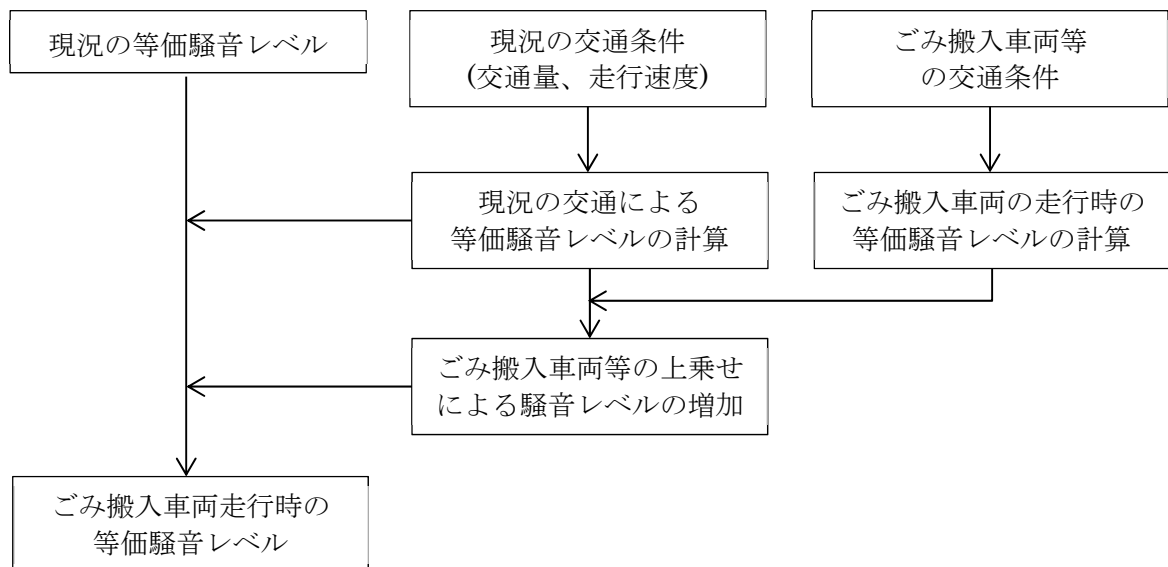 現況の等価騒音レベル
現況の交通条件
(交通量、走行速度)
ごみ搬入車両等
の交通条件
現況の交通による
等価騒音レベルの計算
ごみ搬入車両の走行時の
等価騒音レベルの計算
ごみ搬入車両等の上乗せ
による騒音レベルの増加
ごみ搬入車両走行時の
等価騒音レベル